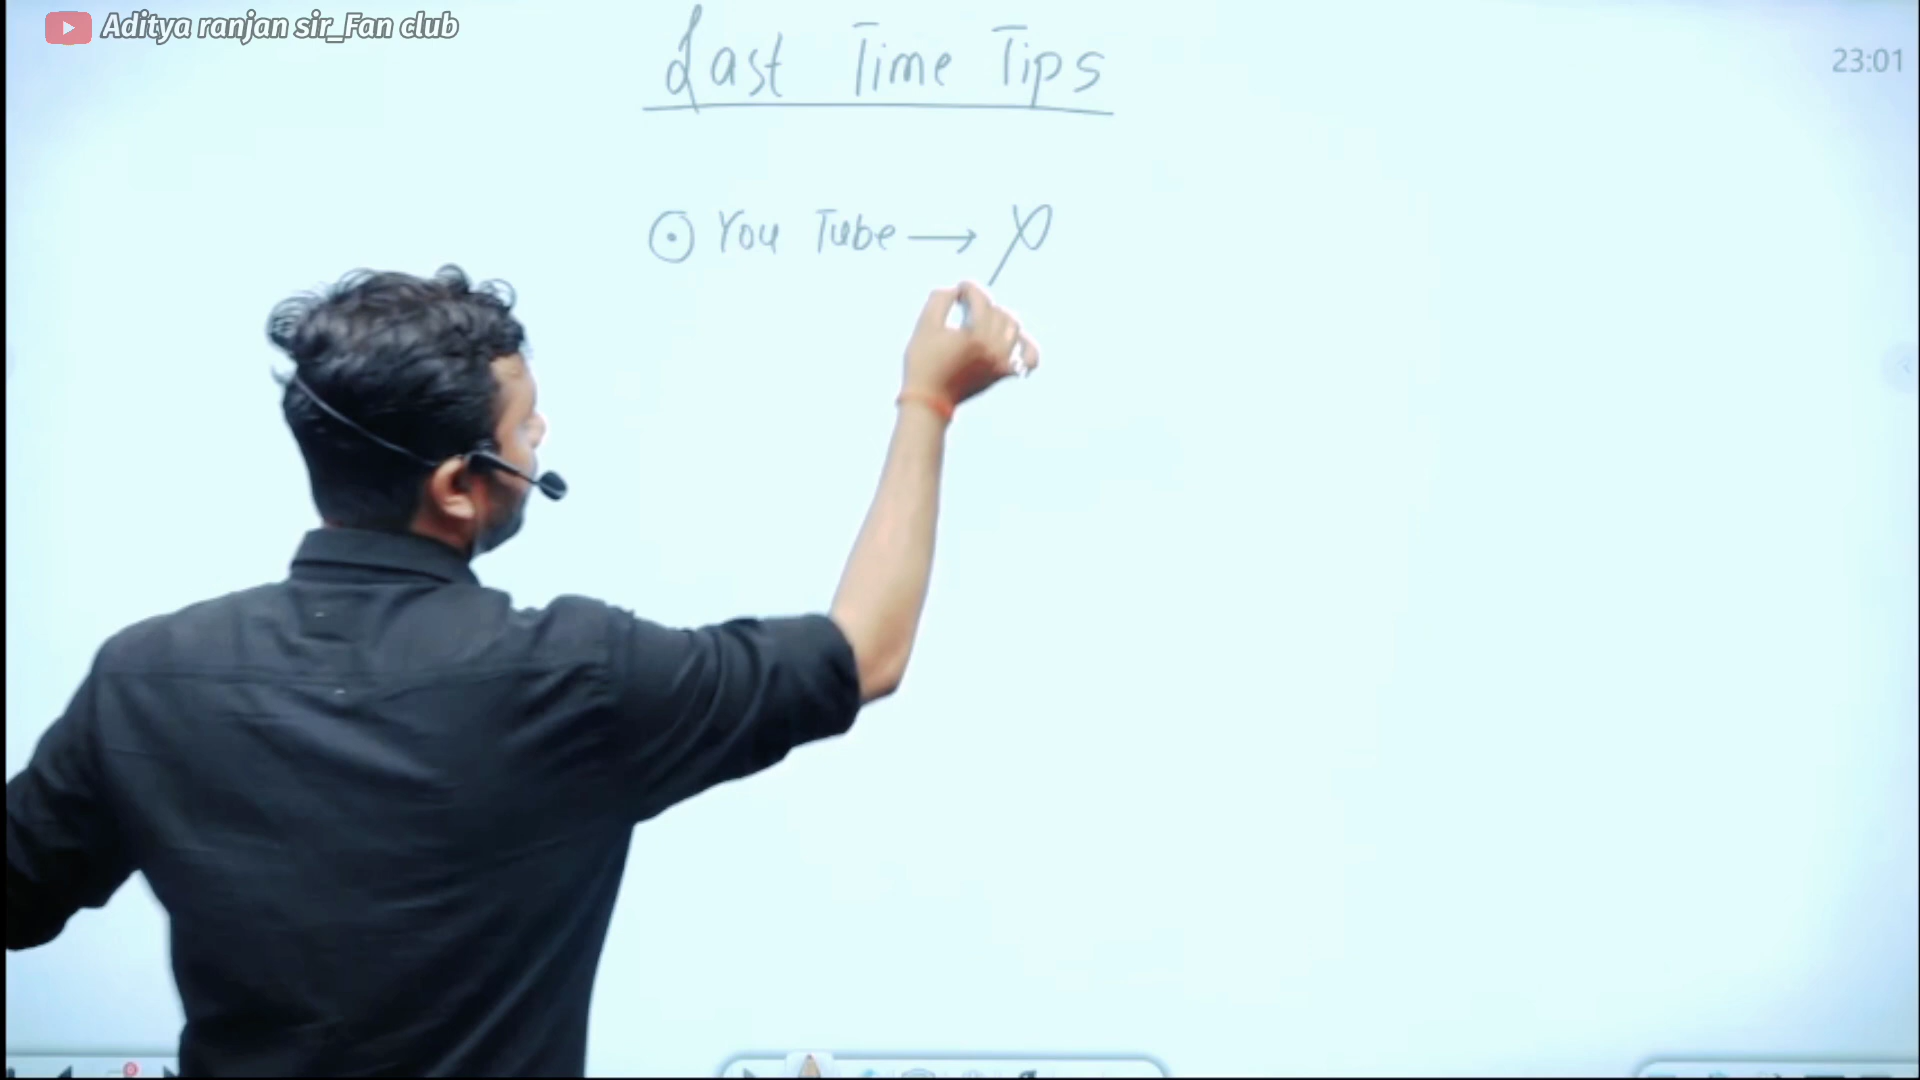 Aditya ranjan sir_Fan club
Last Time Tips
23:01
You Tube → X